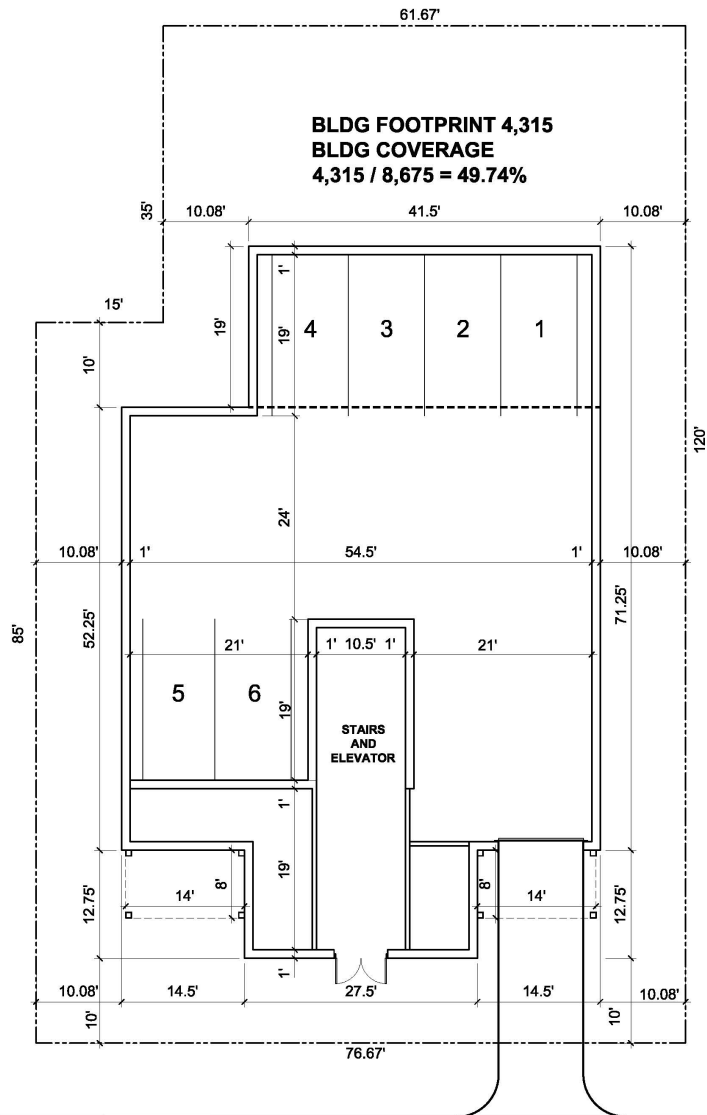 61.67'
BLDG FOOTPRINT 4,315
BLDG COVERAGE
4,315 / 8,675 = 49.74%
35'
10.08' 41.5' 10.08'
15'
10'
19'
1'
19'
4 3 2 1
120'
24'
10.08' 1' 54.5' 1' 10.08'
85'
52.25'
71.25'
21' 1' 10.5' 1' 21'
5 6
19'
STAIRS
AND
ELEVATOR
1'
19'
12.75'
14'
8'
8'
14'
12.75'
1'
10.08' 14.5' 27.5' 14.5' 10.08'
10'
10'
76.67'